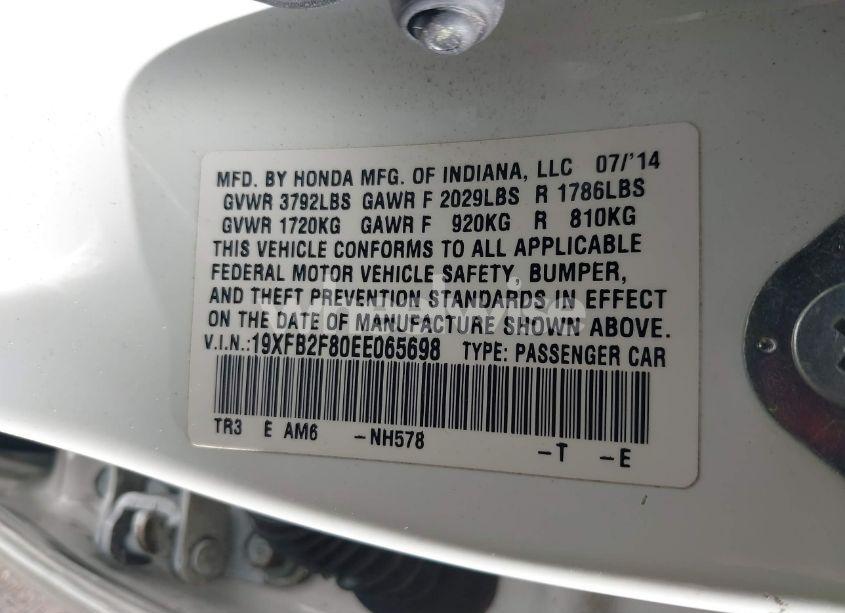 MFD. BY HONDA MFG. OF INDIANA, LLC 07/'14
GVWR 3792LBS GAWR F 2029LBS R 1786LBS
GVWR 1720KG GAWR F 920KG R 810KG
THIS VEHICLE CONFORMS TO ALL APPLICABLE
FEDERAL MOTOR VEHICLE SAFETY, BUMPER,
AND THEFT PREVENTION STANDARDS IN EFFECT
ON THE DATE OF MANUFACTURE SHOWN ABOVE.
V.I.N.:19XFB2F80EE065698 TYPE: PASSENGER CAR
TR3 E AM6 -NH578 -T -E